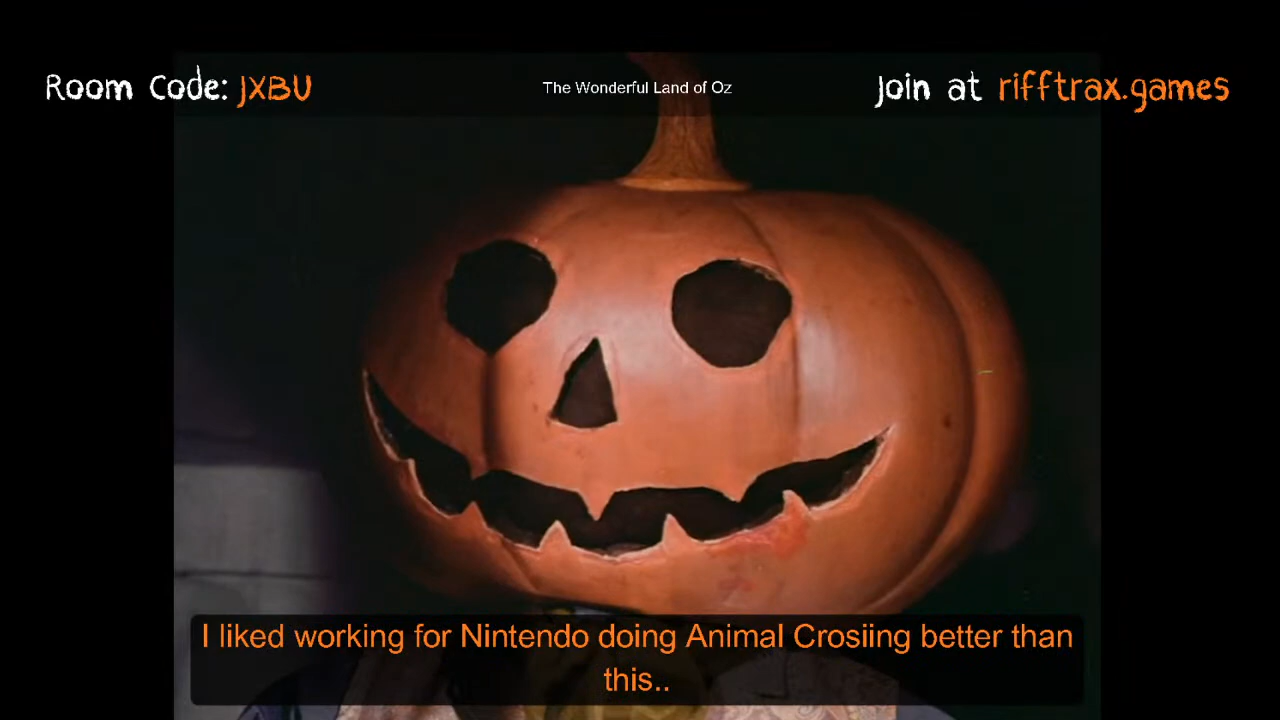 Room Code: JXBU
The Wonderful Land of Oz
Join at rifftrax.games
I liked working for Nintendo doing Animal Crosiing better than
this..